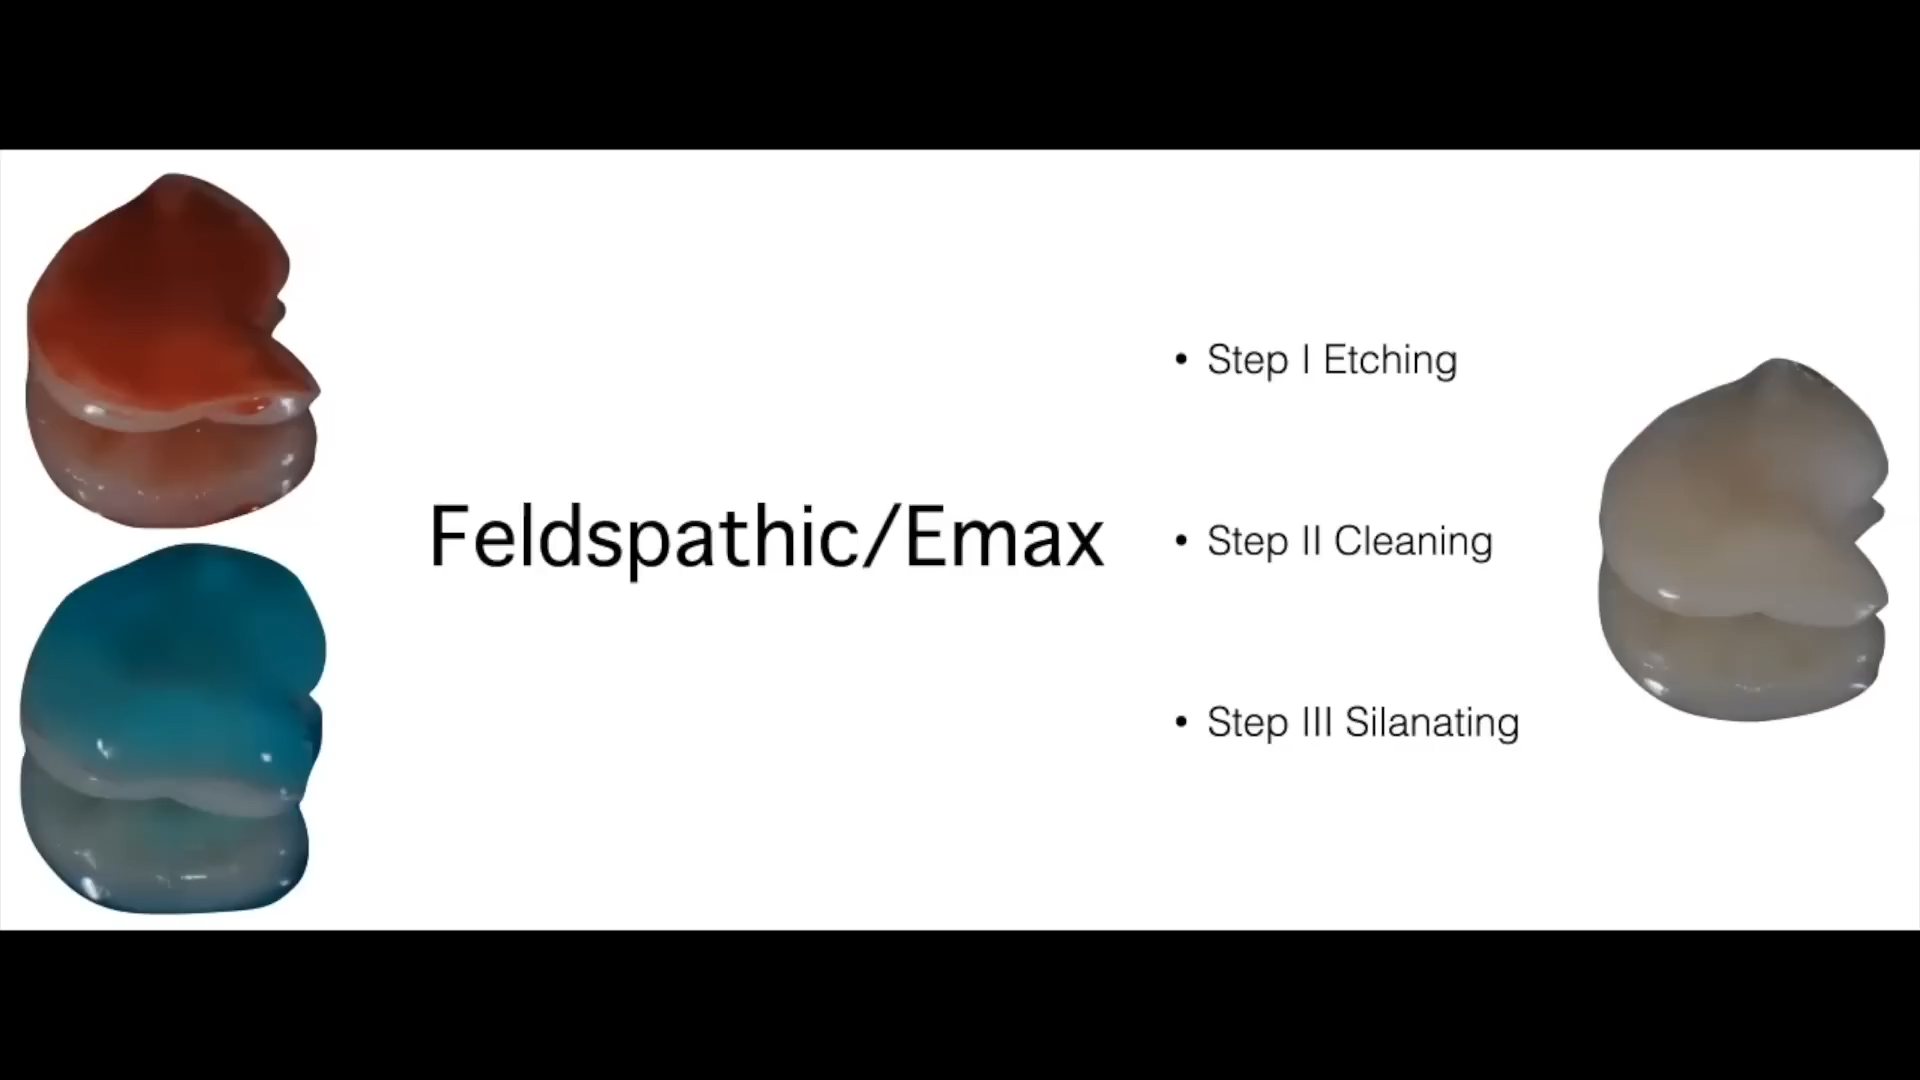 Feldspathic/Emax
• Step I Etching
• Step II Cleaning
• Step III Silanating